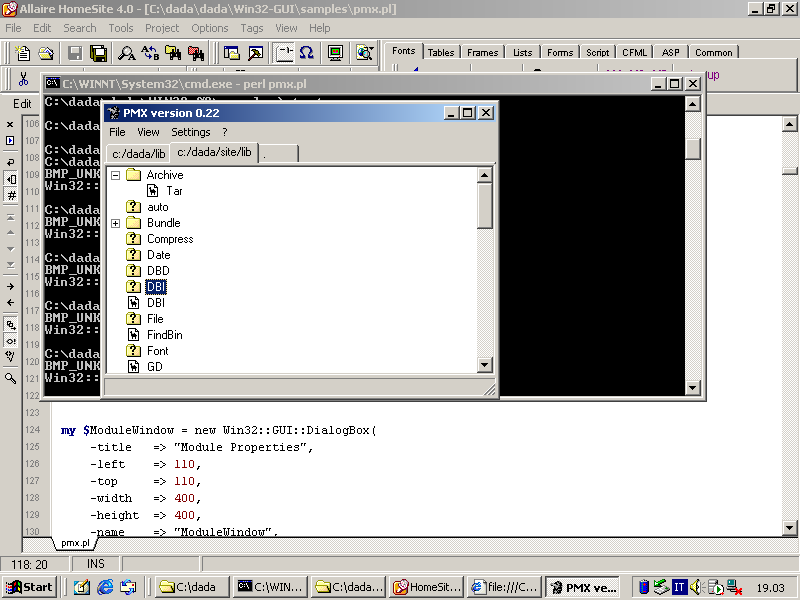 Allaire HomeSite 4.0 - [C:\dada\dada\Win32-GUI\samples\pmx.pl]
File Edit Search Tools Project Options Tags View Help
Fonts Tables Frames Lists Forms Script CFML ASP Common
C:\WINNT\System32\cmd.exe - perl pmx.pl
Edit
PMX version 0.22
File View Settings ?
c:/dada/lib c:/dada/site/lib .
Archive
Tar
auto
Bundle
Compress
Date
DBD
DBI
DBI
File
FindBin
Font
GD
C:\dada
C:\dada
C:\dada
BMP_UNK
Win32::
C:\dada
BMP_UNK
Win32::
C:\dada
BMP_UNK
Win32::
C:\dada
BMP_UNK
Win32::
C:\dada
BMP_UNK
Win32::
106
107
108
109
110
111
112
113
114
115
116
117
118
119
120
121
122
123
124 my $ModuleWindow = new Win32::GUI::DialogBox(
125 -title => "Module Properties",
126 -left => 110,
127 -top => 110,
128 -width => 400,
129 -height => 400,
130 -name => "ModuleWindow",
pmx.pl
118: 20 INS
Start C:\dada C:\WIN... C:\dada... HomeSit... file:///C... PMX ve... IT 19.03